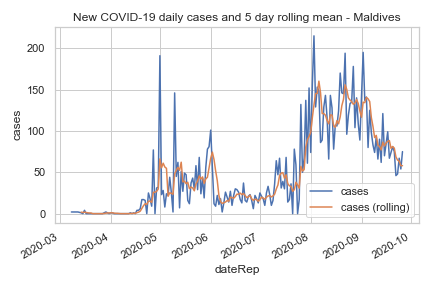 New COVID-19 daily cases and 5 day rolling mean - Maldives
200
150
100
50
0
cases
2020-03
2020-04
2020-05
2020-06
2020-07
2020-08
2020-09
2020-10
dateRep
cases
cases (rolling)